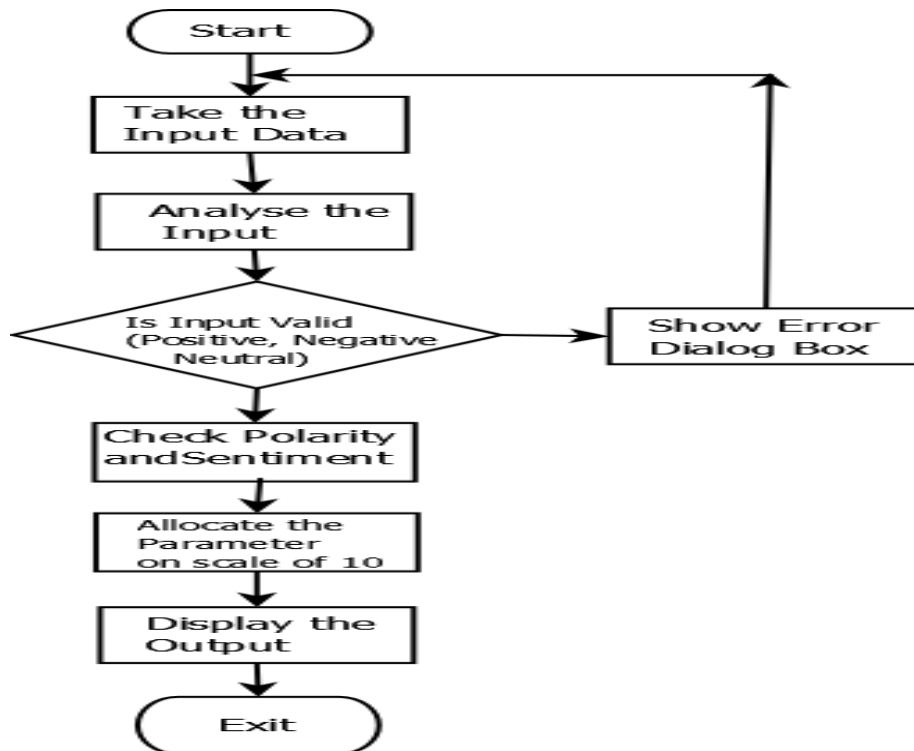 Start
Take the
Input Data
Analyse the
Input
Is Input Valid
(Positive, Negative
Neutral)
Show Error
Dialog Box
Check Polarity
andSentiment
Allocate the
Parameter
on scale of 10
Display the
Output
Exit